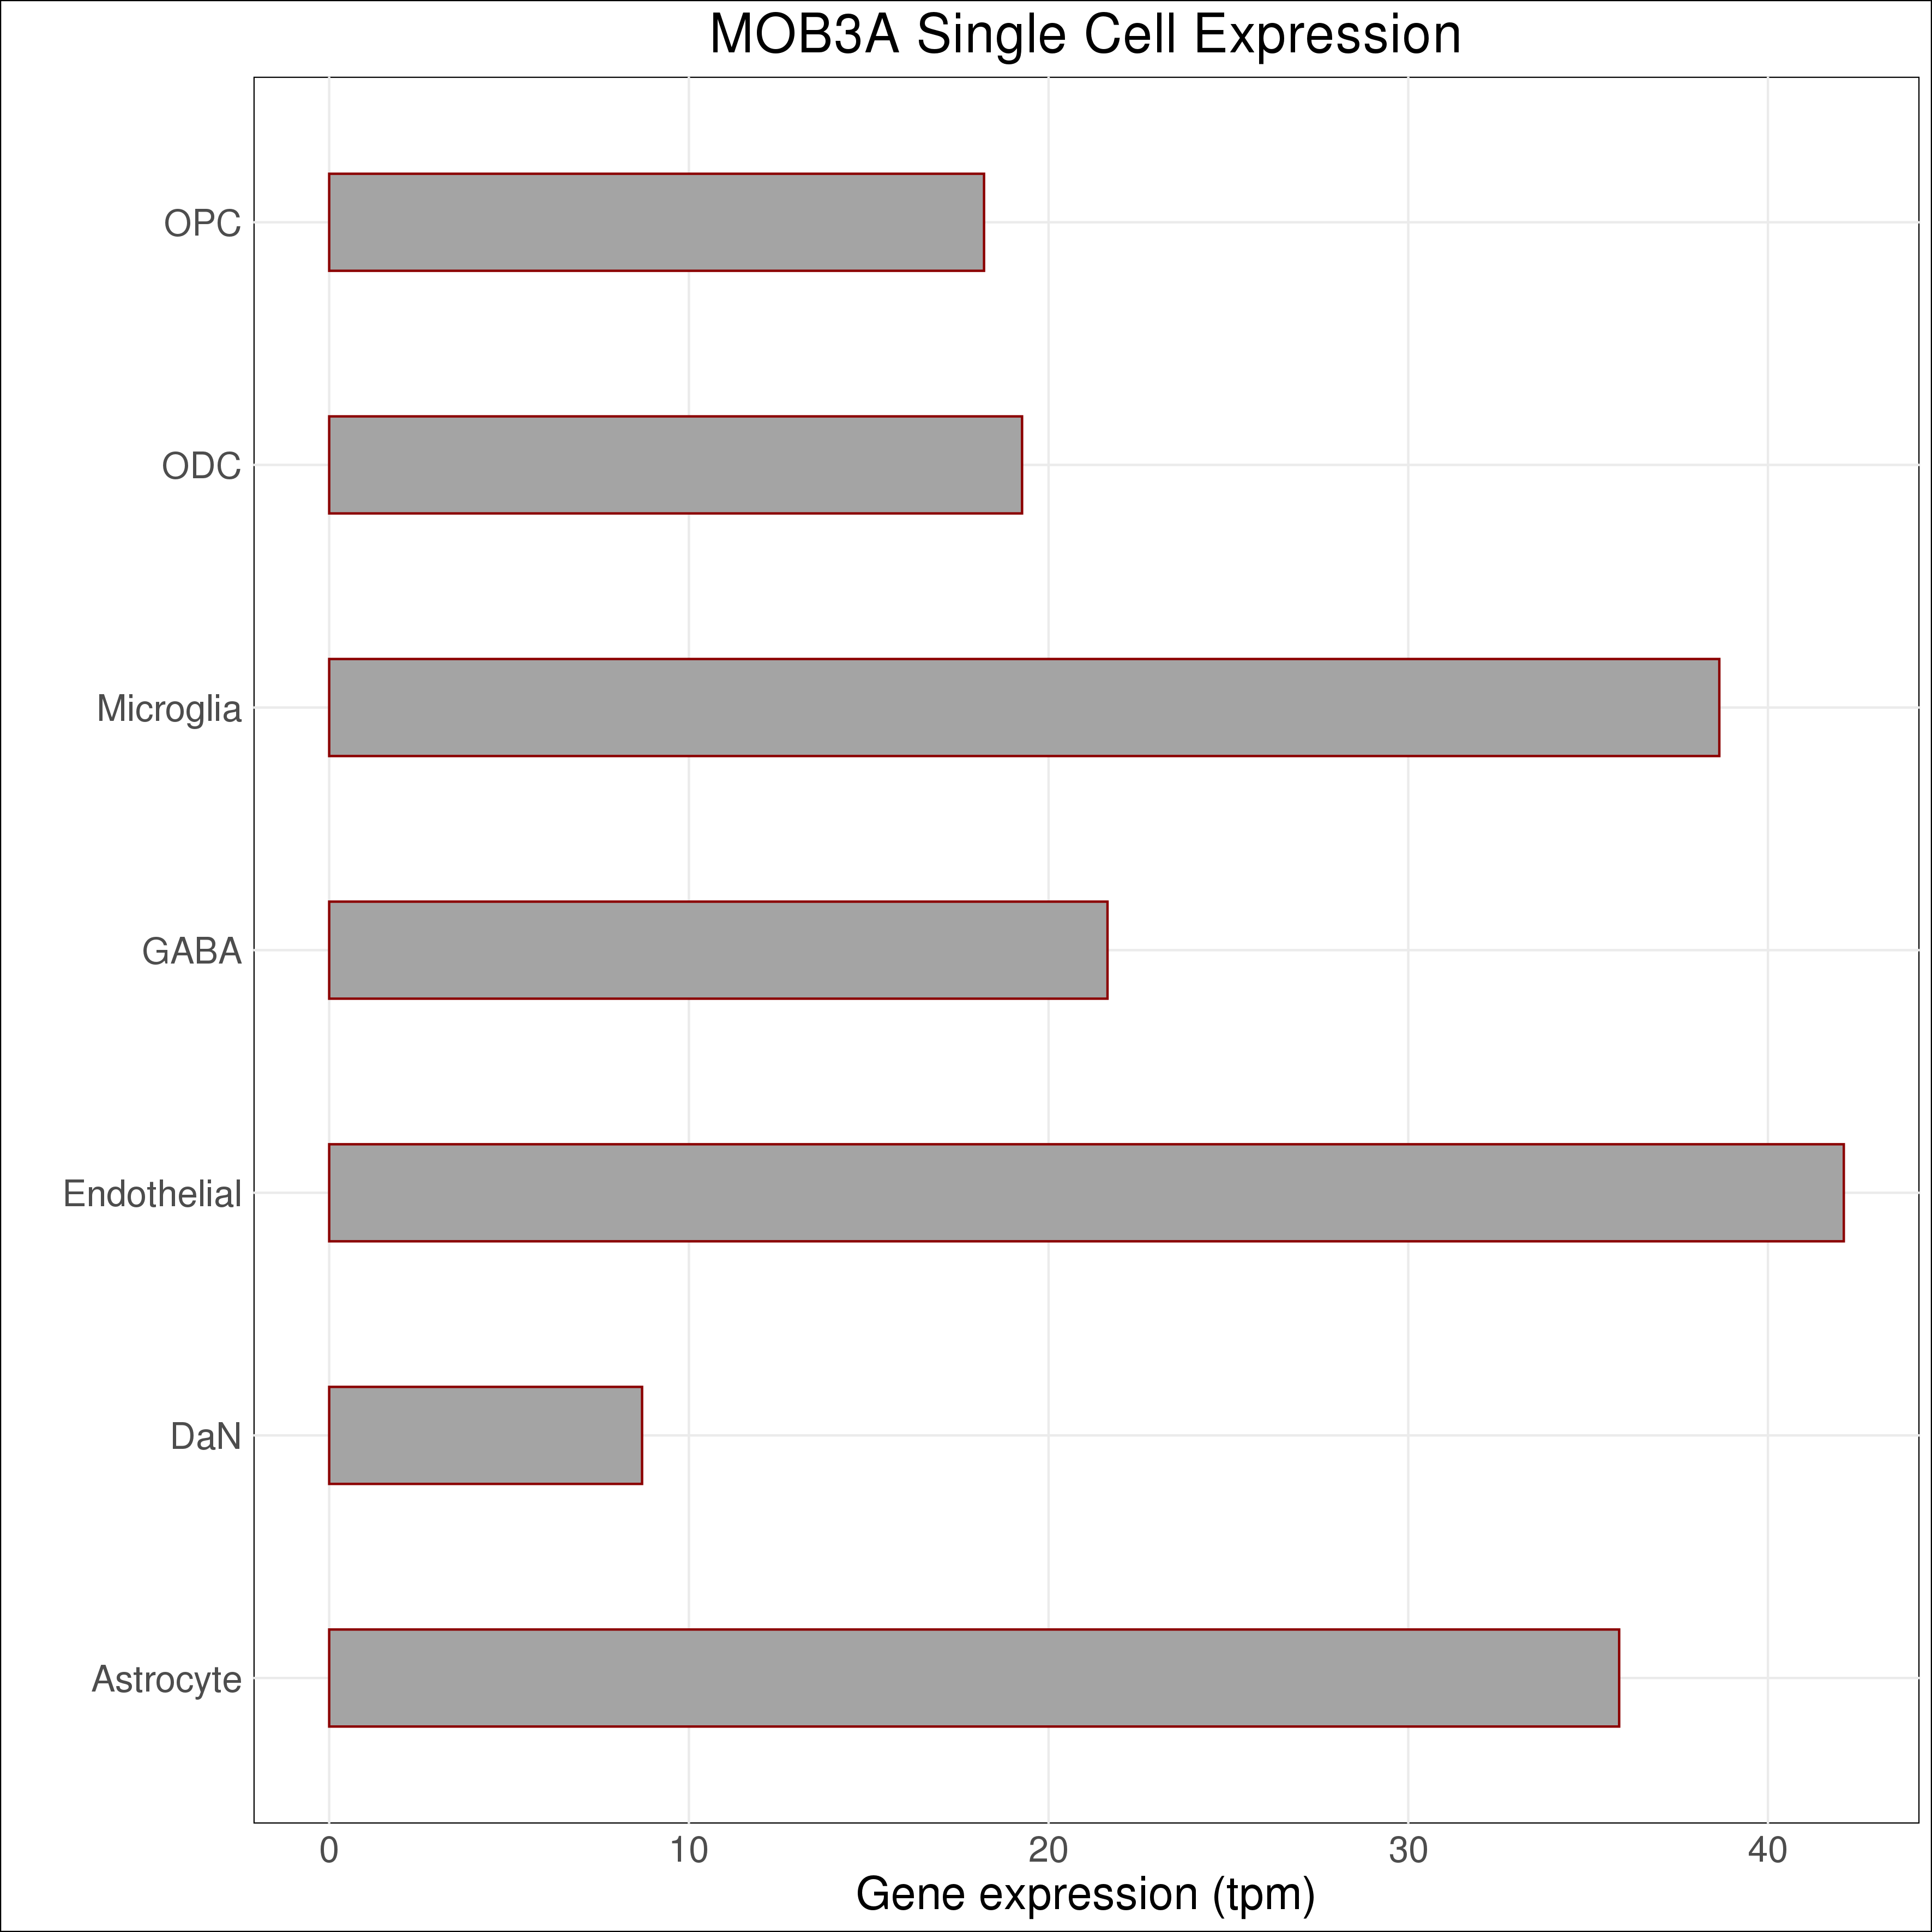 MOB3A Single Cell Expression
OPC
ODC
Microglia
GABA
Endothelial
DaN
Astrocyte
0 10 20 30 40
Gene expression (tpm)